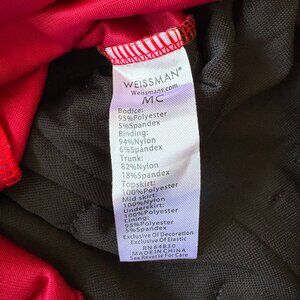 WEISSMAN®
Weissmans.com
MC
Bodice:
95%Polyester
5%Spandex
Binding:
94%Nylon
6%Spandex
Trunk:
82%Nylon
18%Spandex
Topskirt:
100%Polyester
Mid skirt:
100%Nylon
Underskirt:
100%Polyester
Lining:
95%Polyester
5%Spandex
Exclusive Of Decoration
Exclusive Of Elastic
RN64830
MADE IN CHINA
See Reverse For Care